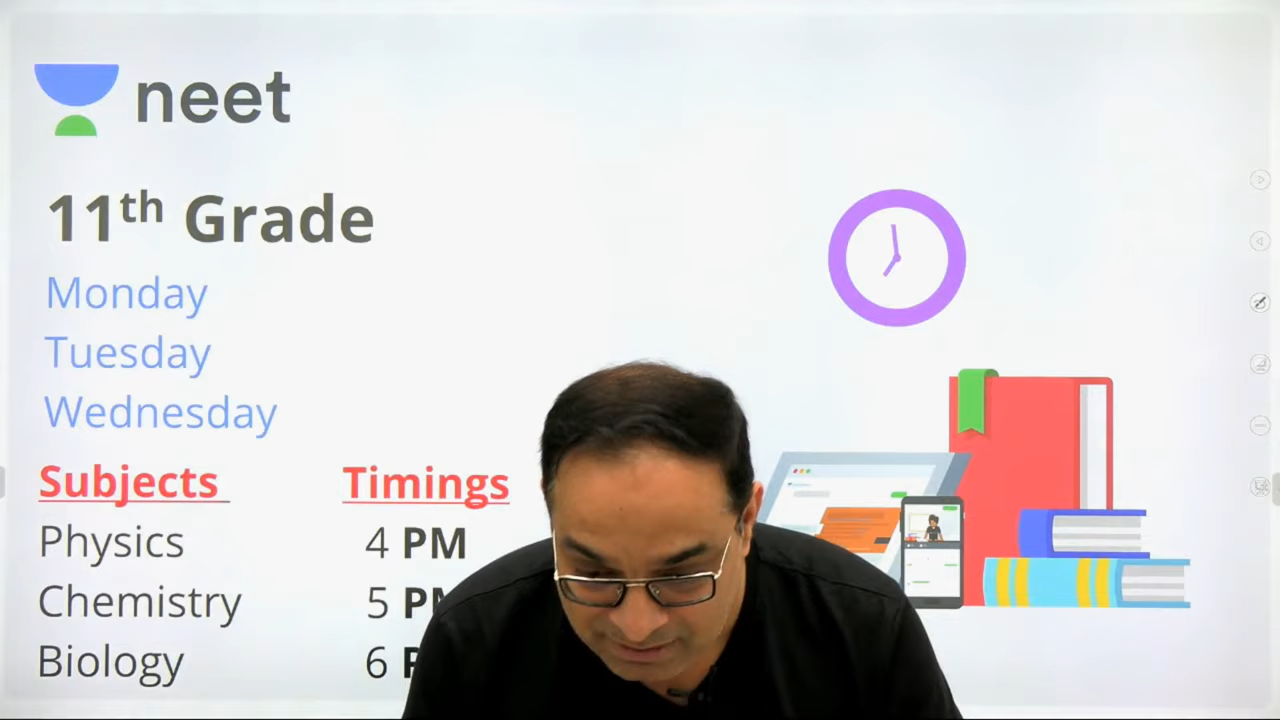 neet
11th Grade
Monday
Tuesday
Wednesday
Subjects Timings
Physics 4 PM
Chemistry 5
Biology 6